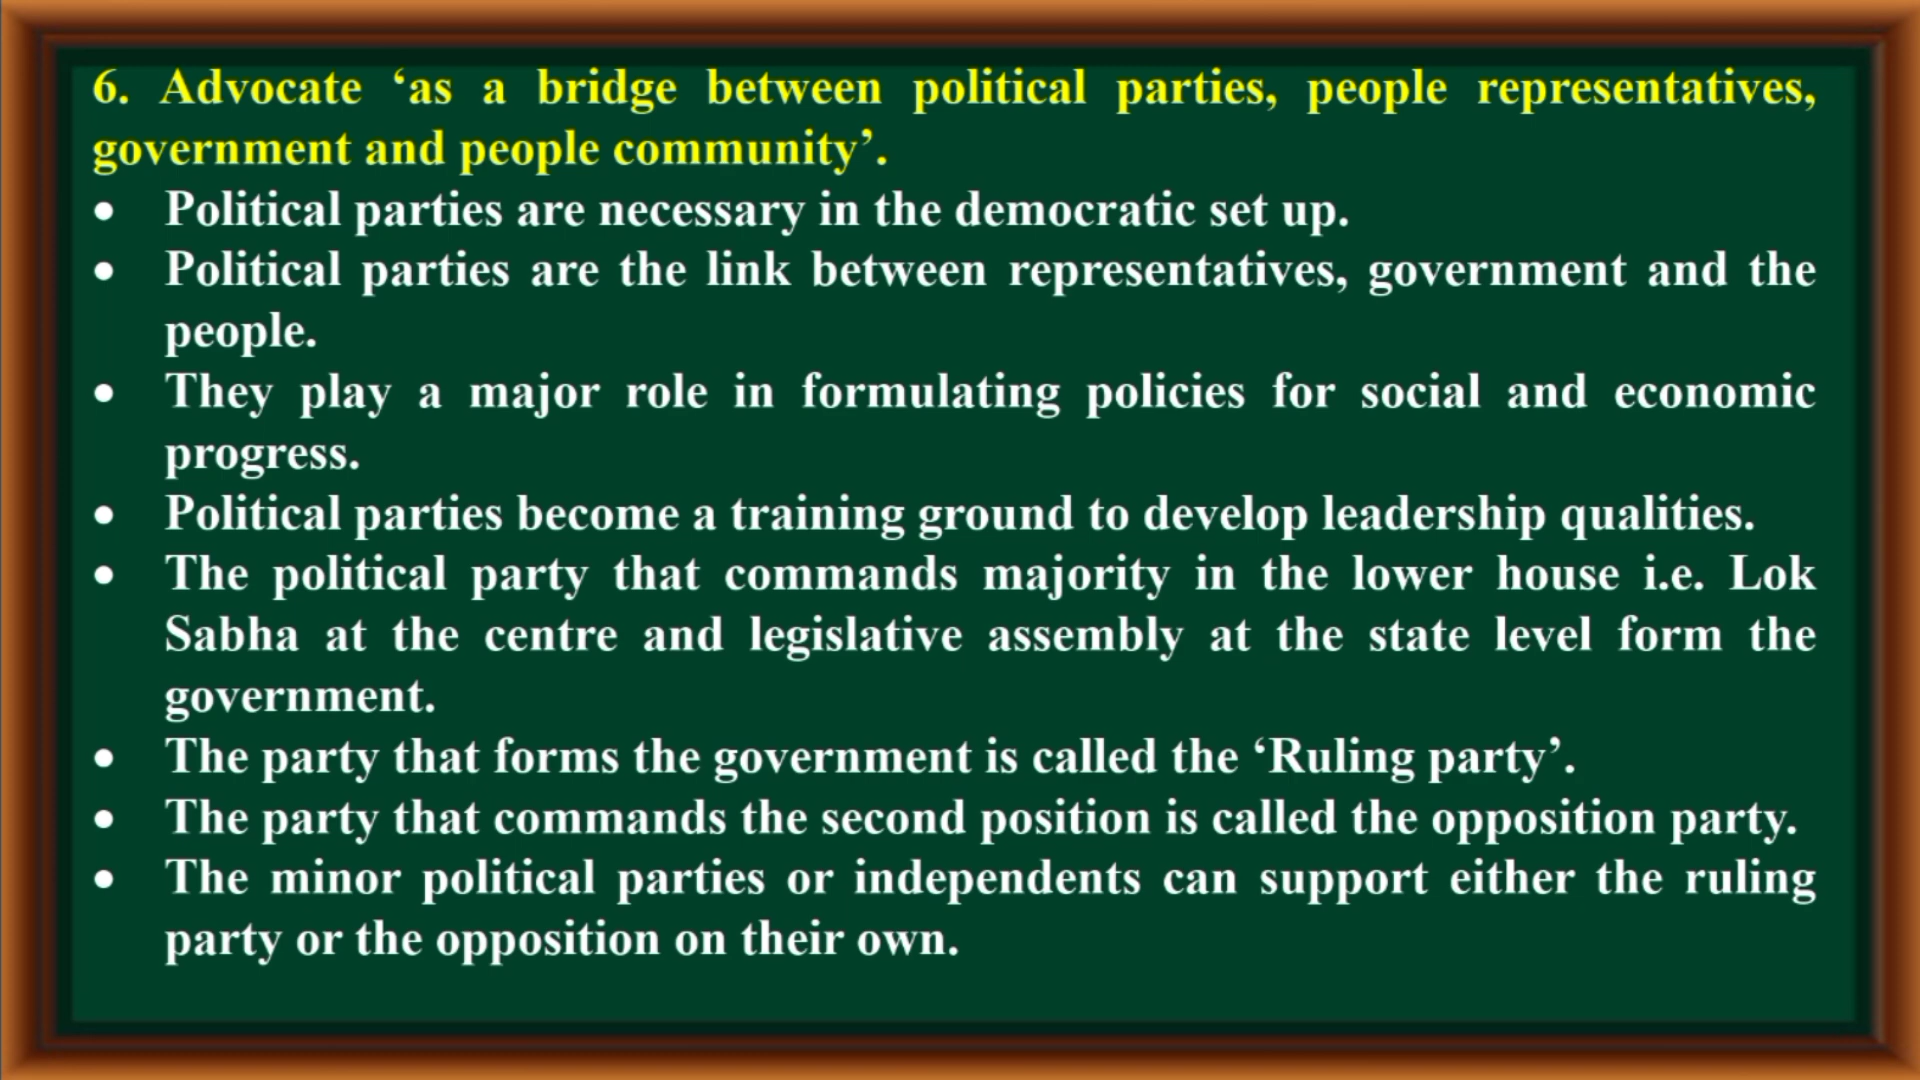 6. Advocate ‘as a bridge between political parties, people representatives,
government and people community’.
• Political parties are necessary in the democratic set up.
• Political parties are the link between representatives, government and the
people.
• They play a major role in formulating policies for social and economic
progress.
• Political parties become a training ground to develop leadership qualities.
• The political party that commands majority in the lower house i.e. Lok
Sabha at the centre and legislative assembly at the state level form the
government.
• The party that forms the government is called the ‘Ruling party’.
• The party that commands the second position is called the opposition party.
• The minor political parties or independents can support either the ruling
party or the opposition on their own.